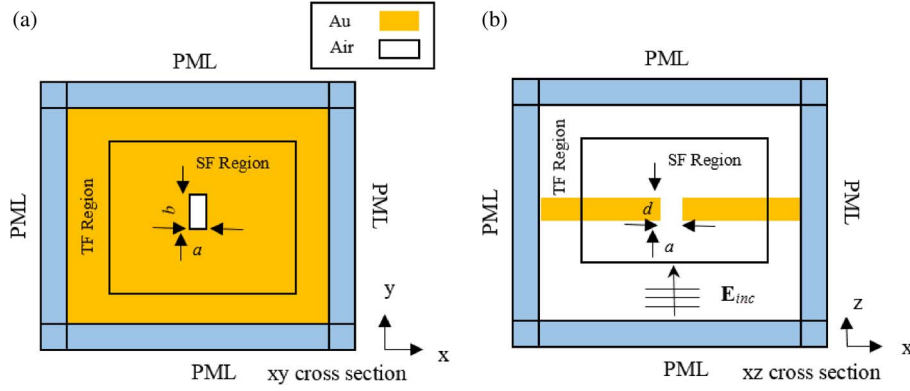 (a)
Au
Air
(b)
PML
PML
SF Region
TF Region
PML
PML
b
a
y
x
PML
xy cross section
PML
SF Region
TF Region
PML
PML
d
a
E inc
z
x
PML
xz cross section